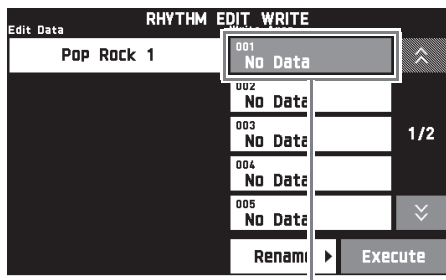 RHYTHM EDIT WRITE
Edit Data
Pop Rock 1
001
No Data
002
No Data
003
No Data
1/2
004
No Data
005
No Data
Rename
Execute